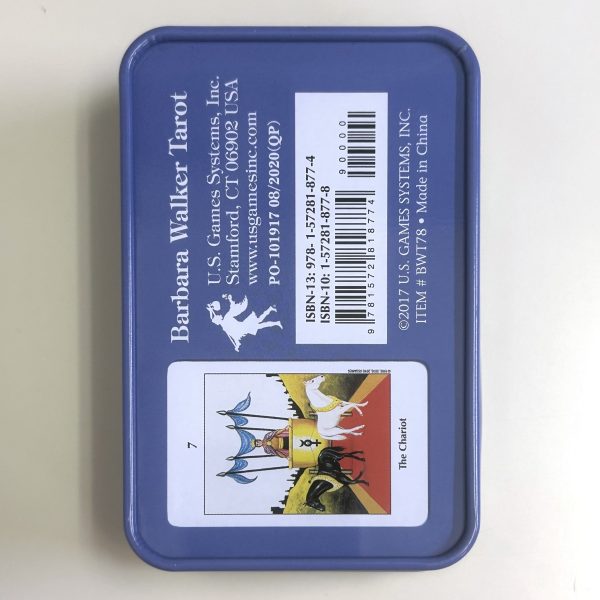 Barbara Walker Tarot
U.S. Games Systems, Inc.
Stamford, CT 06902 USA
www.usgamesinc.com
PO-101917 08/2020(QP)
ISBN-13: 978- 1-57281-877-4
ISBN-10: 1-57281-877-8
90000
9 781572 818774
©2017 U.S. GAMES SYSTEMS, INC.
ITEM # BWT78 • Made in China
7
The Chariot